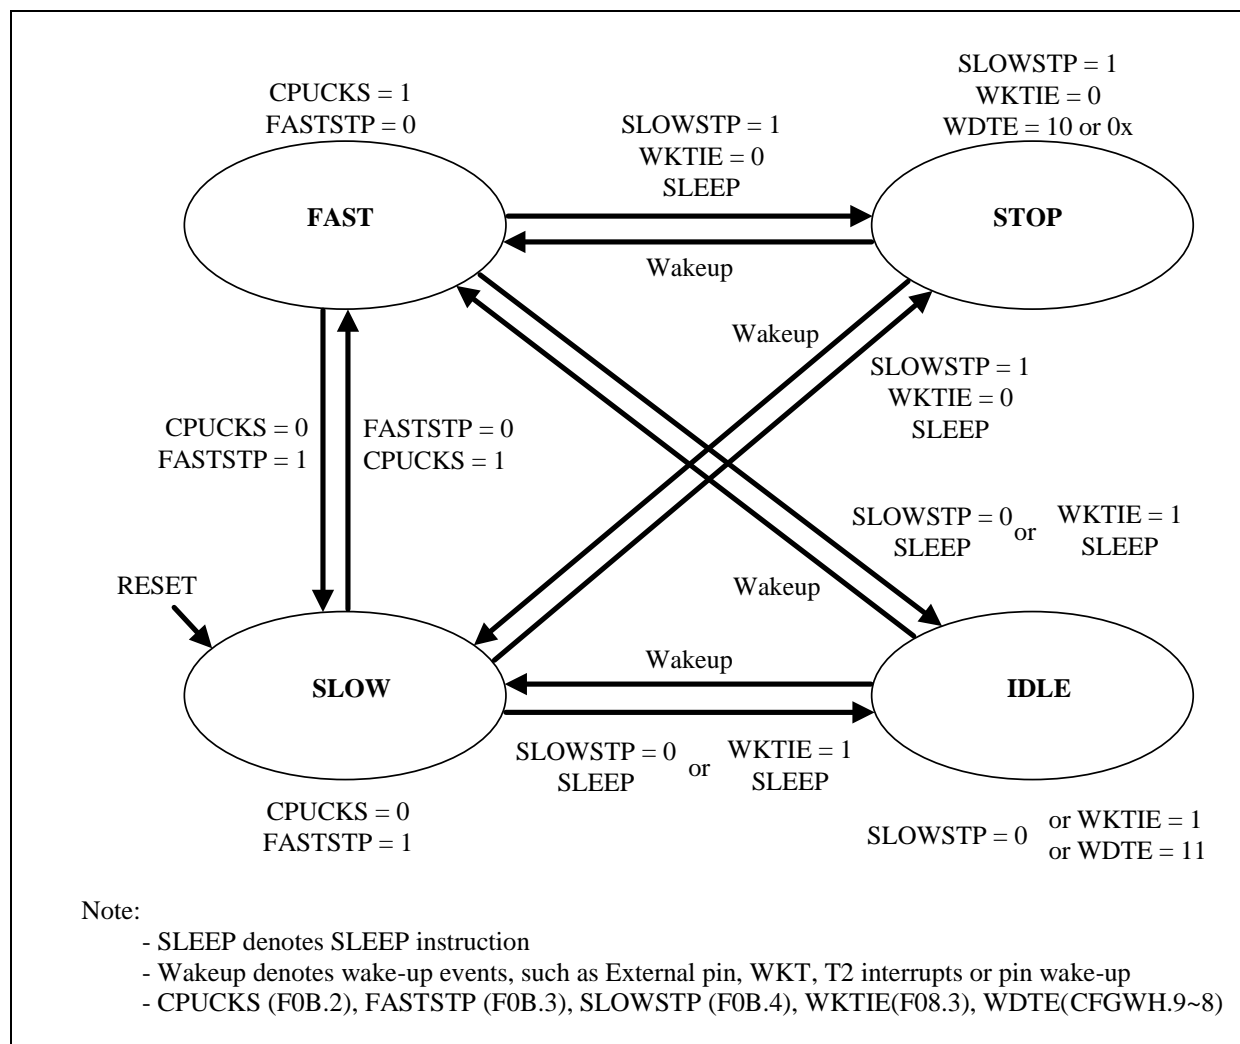 CPUCKS = 1
FASTSTP = 0
SLOWSTP = 1
WKTIE = 0
SLEEP
SLOWSTP = 1
WKTIE = 0
WDTE = 10 or 0x
FAST
STOP
Wakeup
Wakeup
SLOWSTP = 1
WKTIE = 0
SLEEP
CPUCKS = 0
FASTSTP = 1
FASTSTP = 0
CPUCKS = 1
SLOWSTP = 0
SLEEP
or
WKTIE = 1
SLEEP
RESET
Wakeup
Wakeup
SLOW
IDLE
SLOWSTP = 0
SLEEP
or
WKTIE = 1
SLEEP
CPUCKS = 0
FASTSTP = 1
SLOWSTP = 0
or WKTIE = 1
or WDTE = 11
Note:
- SLEEP denotes SLEEP instruction
- Wakeup denotes wake-up events, such as External pin, WKT, T2 interrupts or pin wake-up
- CPUCKS (F0B.2), FASTSTP (F0B.3), SLOWSTP (F0B.4), WKTIE(F08.3), WDTE(CFGWH.9~8)